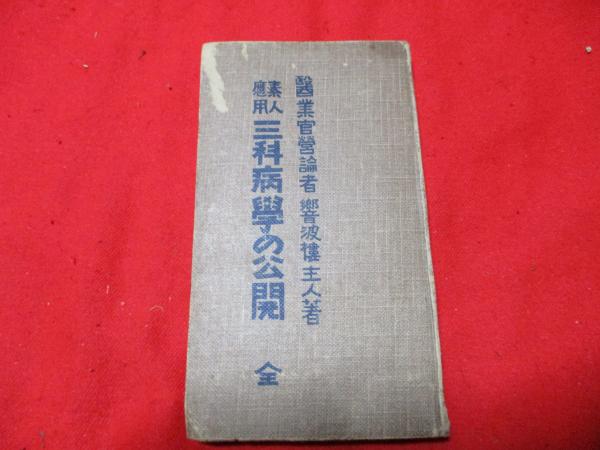 醫業官營論者 響波樓主人著
素人應用 三科病學の公開 全